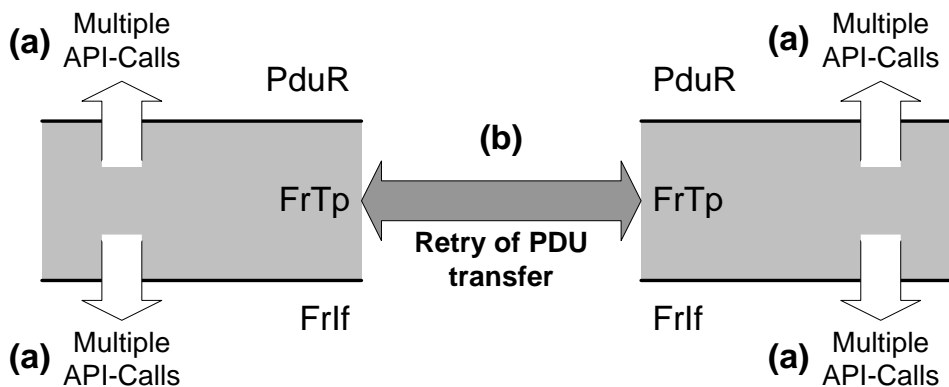 (a) Multiple
API-Calls
(a) Multiple
API-Calls
PduR
PduR
(b)
FrTp
FrTp
Retry of PDU
transfer
FrIf
FrIf
(a) Multiple
API-Calls
(a) Multiple
API-Calls